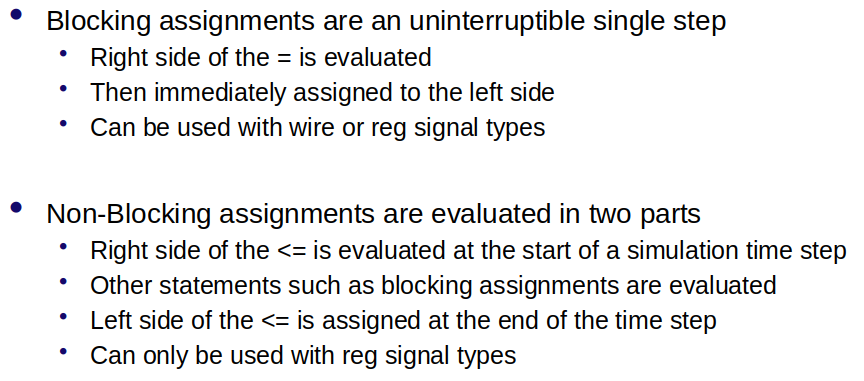 Blocking assignments are an uninterruptible single step
Right side of the = is evaluated
Then immediately assigned to the left side
Can be used with wire or reg signal types
Non-Blocking assignments are evaluated in two parts
Right side of the <= is evaluated at the start of a simulation time step
Other statements such as blocking assignments are evaluated
Left side of the <= is assigned at the end of the time step
Can only be used with reg signal types